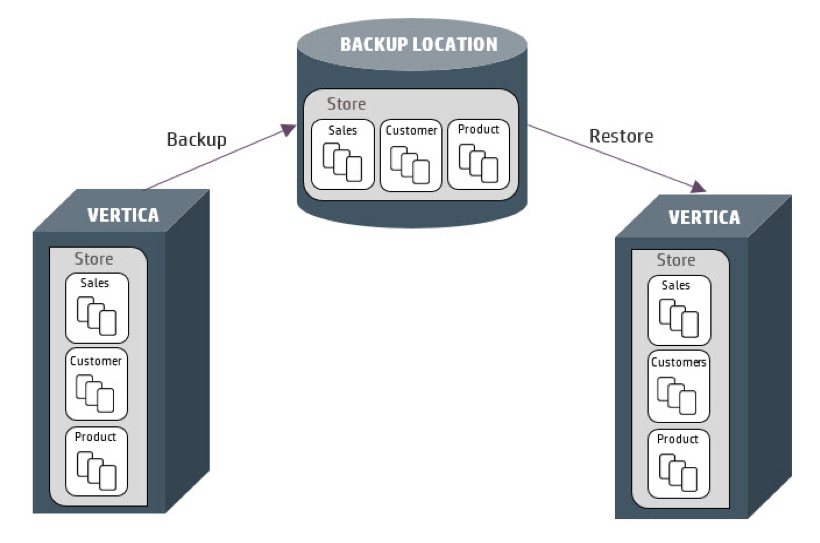 BACKUP LOCATION
Store
Sales
Customer
Product
Backup
Restore
VERTICA
Store
Sales
Customer
Product
VERTICA
Store
Sales
Customers
Product